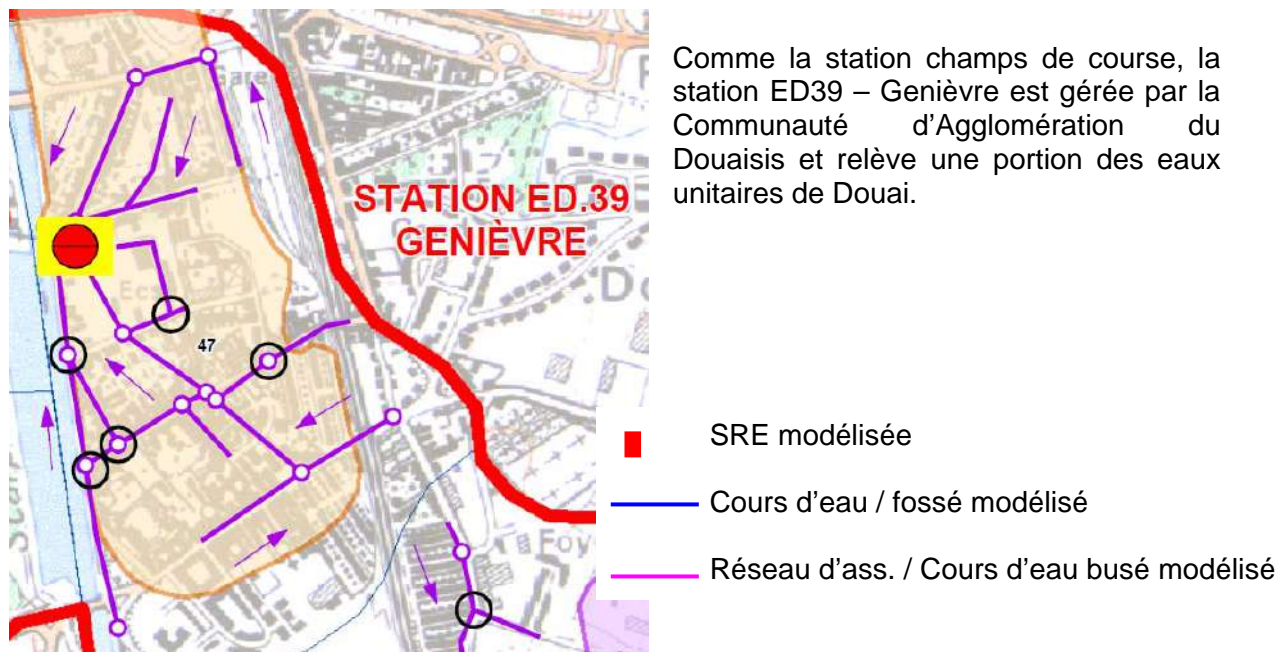 Comme la station champs de course, la
station ED39 – Genièvre est gérée par la
Communauté d'Agglomération du
Douaisis et relève une portion des eaux
unitaires de Douai.
STATION ED.39
GENIÈVRE
47
SRE modélisée
Cours d'eau / fossé modélisé
Réseau d'ass. / Cours d'eau busé modélisé